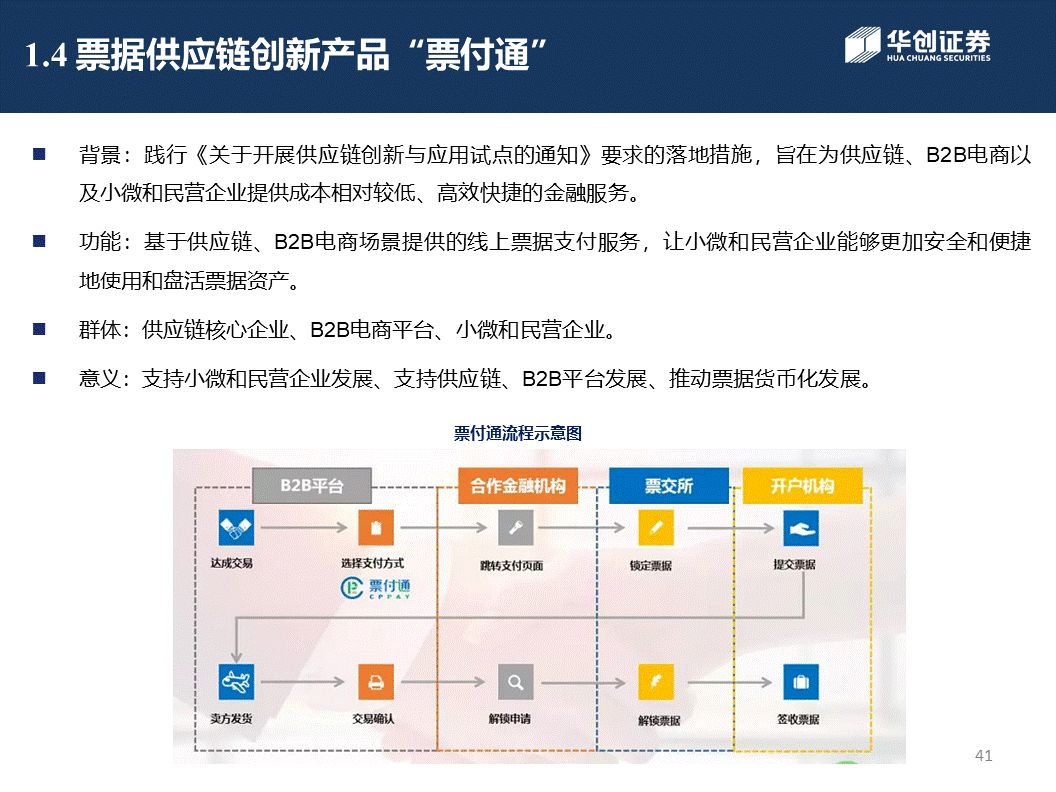 1.4 票据供应链创新产品“票付通”
华创证券
HUA CHUANG SECURITIES
■ 背景：践行《关于开展供应链创新与应用试点的通知》要求的落地措施，旨在为供应链、B2B电商以
及小微和民营企业提供成本相对较低、高效快捷的金融服务。
■ 功能：基于供应链、B2B电商场景提供的线上票据支付服务，让小微和民营企业能够更加安全和便捷
地使用和盘活票据资产。
■ 群体：供应链核心企业、B2B电商平台、小微和民营企业。
■ 意义：支持小微和民营企业发展、支持供应链、B2B平台发展、推动票据货币化发展。
票付通流程示意图
B2B平台 合作金融机构 票交所 开户机构
达成交易 选择支付方式 跳转支付页面 锁定票据 提交票据
票付通
CPPAY
卖方发货 交易确认 解锁申请 解锁票据 签收票据
41